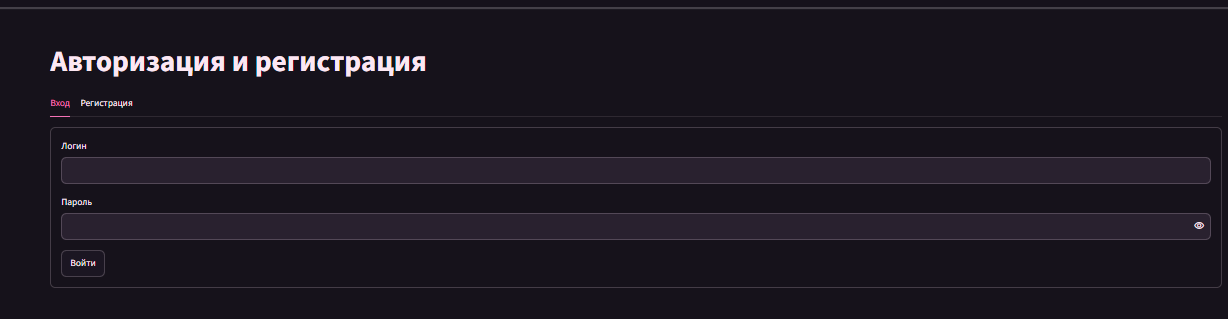 Авторизация и регистрация
Вход Регистрация
Логин
Пароль
Войти